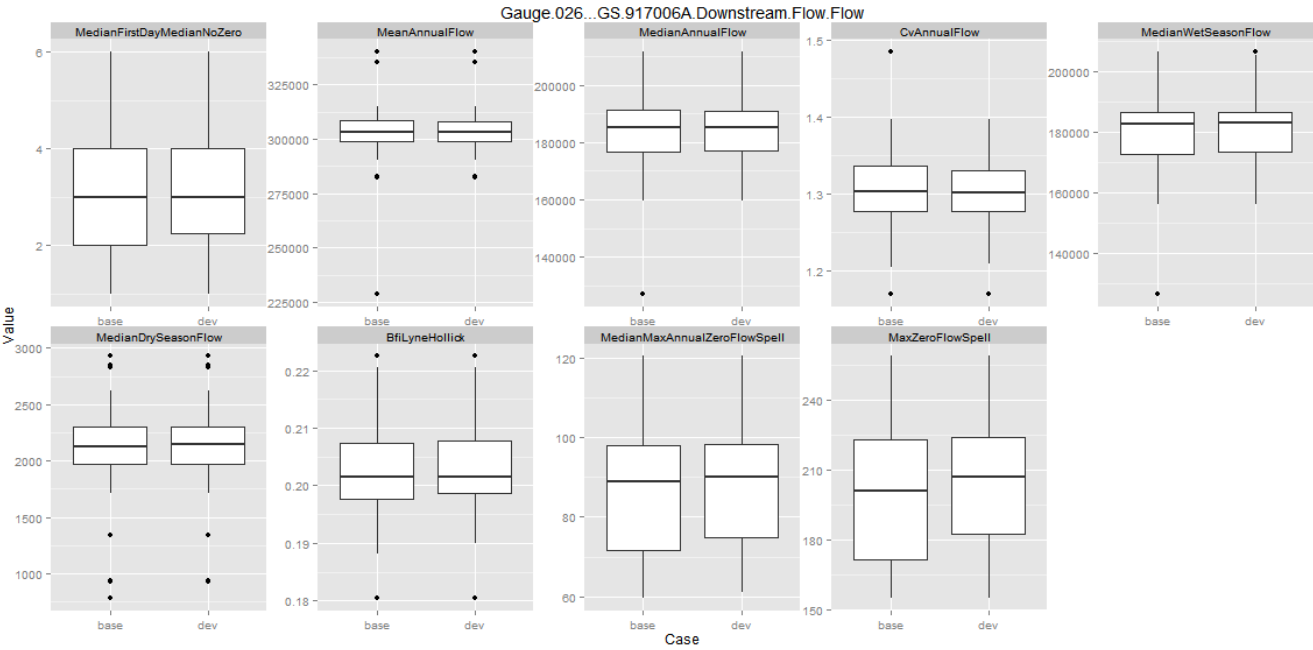 Gauge.026...GS.917006A.Downstream.Flow.Flow
MedianFirstDayMedianNoZero
MeanAnnualFlow
MedianAnnualFlow
CvAnnualFlow
MedianWetSeasonFlow
6
4
2
325000
300000
275000
250000
225000
200000
180000
160000
140000
1.5
1.4
1.3
1.2
200000
180000
160000
140000
base dev
base dev
base dev
base dev
base dev
Value
MedianDrySeasonFlow
BfiLyneHollick
MedianMaxAnnualZeroFlowSpell
MaxZeroFlowSpell
3000
2500
2000
1500
1000
0.22
0.21
0.20
0.19
0.18
120
100
80
60
240
210
180
150
base dev
base dev
base dev
base dev
Case